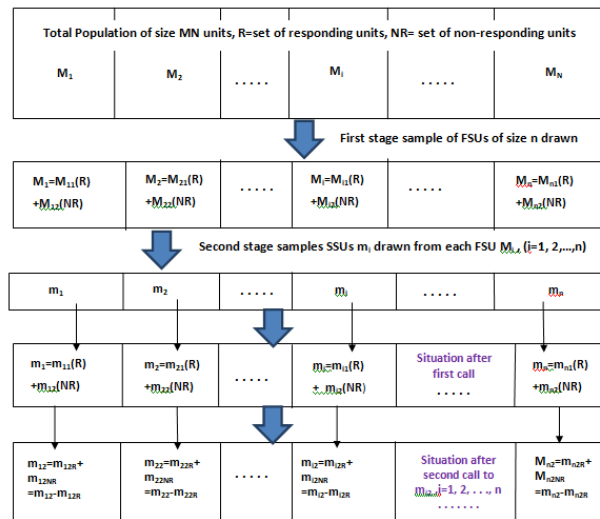 Total Population of size MN units, R=set of responding units, NR= set of non-responding units
M₁ M₂ ..... Mᵢ ..... M_N
First stage sample of FSUs of size n drawn
M₁=M₁₁(R) M₂=M₂₁(R) ..... Mᵢ=Mᵢ₁(R) ..... Mₙ=Mₙ₁(R)
+M₁₂(NR) +M₂₂(NR) +Mᵢ₂(NR) +Mₙ₂(NR)
Second stage samples SSUs mᵢ drawn from each FSU Mᵢ, (i=1, 2,...,n)
m₁ m₂ ..... mᵢ ..... mₙ
m₁=m₁₁(R) m₂=m₂₁(R) ..... mᵢ=mᵢ₁(R) Situation after mₙ=mₙ₁(R)
+m₁₂(NR) +m₂₂(NR) + mᵢ₂(NR) first call +mₙ₂(NR)
.....
m₁₂=m₁₂R+ m₂₂=m₂₂R+ ..... mᵢ₂=mᵢ₂R+ Situation after Mₙ₂=mₙ₂R+
m₁₂NR m₂₂NR mᵢ₂NR second call to Mₙ₂NR
=m₁₂-m₁₂R =m₂₂-m₂₂R =mᵢ₂-mᵢ₂R mᵢ₂, i=1, 2, . . ., n =mₙ₂-mₙ₂R
.......